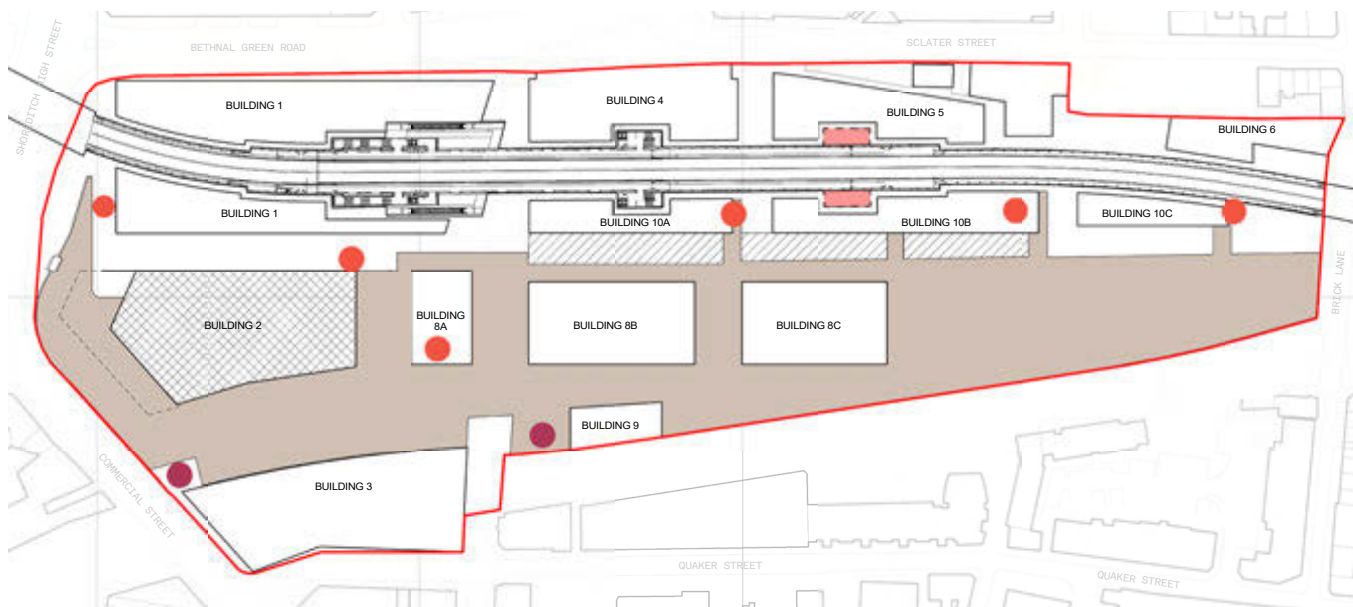 BETHNAL GREEN ROAD
SCLATER STREET
SHOREDITCH HIGH STREET
BUILDING 1
BUILDING 4
BUILDING 5
BUILDING 6
BUILDING 1
BUILDING 10A
BUILDING 10B
BUILDING 10C
BRICK LANE
BUILDING 2
BUILDING
8A
BUILDING 8B
BUILDING 8C
BUILDING 9
COMMERCIAL STREET
BUILDING 3
QUAKER STREET
QUAKER STREET